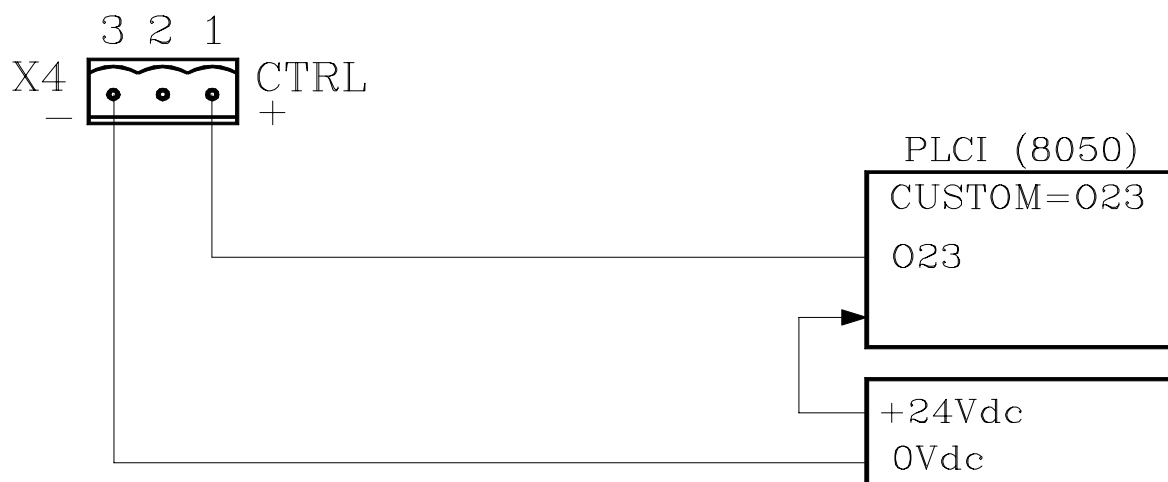 3 2 1
X4 CTRL
- +
PLCI (8050)
CUSTOM=O23
O23
+24Vdc
0Vdc